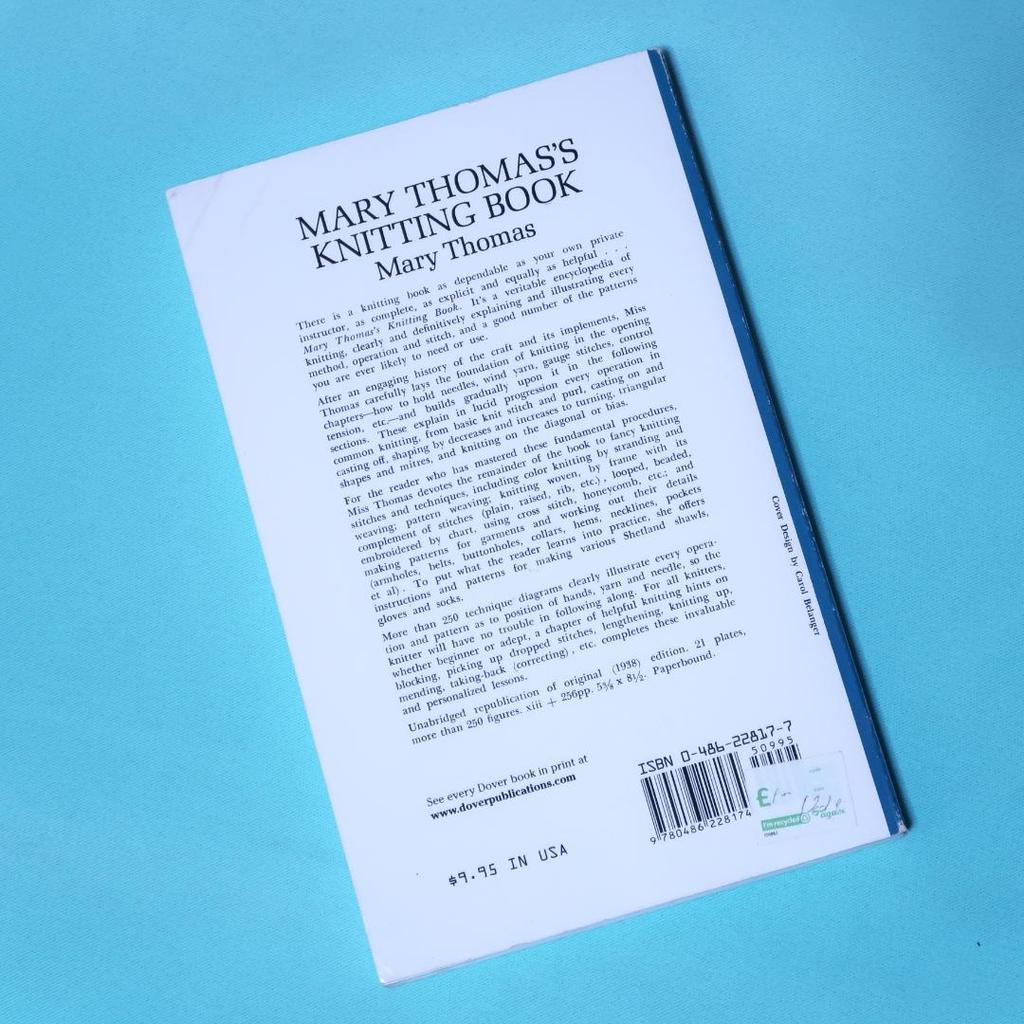 MARY THOMAS'S
KNITTING BOOK
Mary Thomas
There is a knitting book as dependable as your own private
instructor, as complete, as explicit and equally as helpful . . .
Mary Thomas's Knitting Book. It's a veritable encyclopedia of
knitting, clearly and definitively explaining and illustrating every
method, operation and stitch, and a good number of the patterns
you are ever likely to need or use.
After an engaging history of the craft and its implements, Miss
Thomas carefully lays the foundation of knitting in the opening
chapters—how to hold needles, wind yarn, gauge stitches, control
tension, etc.—and builds gradually upon it in the following
sections. These explain in lucid progression every operation in
common knitting, from basic knit stitch and purl, casting on and
casting off, shaping by decreases and increases to turning, triangular
shapes and mitres, and knitting on the diagonal or bias.
For the reader who has mastered these fundamental procedures,
Miss Thomas devotes the remainder of the book to fancy knitting
stitches and techniques, including color knitting by stranding and
weaving; pattern weaving; knitting woven, by frame with its
complement of stitches (plain, raised, rib, etc.), looped, beaded,
embroidered by chart, using cross stitch, honeycomb, etc.; and
making patterns for garments and working out their details
(armholes, belts, buttonholes, collars, hems, necklines, pockets
et al). To put what the reader learns into practice, she offers
instructions and patterns for making various Shetland shawls,
gloves and socks.
More than 250 technique diagrams clearly illustrate every opera-
tion and pattern as to position of hands, yarn and needle, so the
knitter will have no trouble in following along. For all knitters,
whether beginner or adept, a chapter of helpful knitting hints on
blocking, picking up dropped stitches, lengthening, knitting up,
mending, taking-back (correcting), etc. completes these invaluable
and personalized lessons.
Unabridged republication of original (1938) edition. 21 plates,
more than 250 figures. xiii + 256pp. 5⅜ x 8½. Paperbound.
Cover Design by Carol Belanger
See every Dover book in print at
www.doverpublications.com
$9.95 IN USA
ISBN 0-486-22817-7
50995
9 780486 228174
£
I'm recycled
again